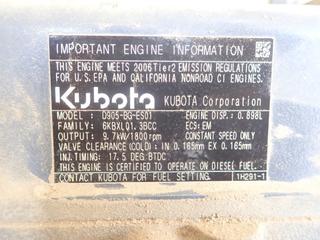 IMPORTANT ENGINE INFORMATION
THIS ENGINE MEETS 2006 Tier2 EMISSION REGULATIONS
FOR U.S. EPA AND CALIFORNIA NONROAD CI ENGINES.
Kubota KUBOTA Corporation
MODEL: D905-BG-ES01 ENGINE DISP.: 0.898L
FAMILY: 6KBXL01.3BCC ECS: EM
OUTPUT: 9.7kW/1800rpm CONSTANT SPEED ONLY
VALVE CLEARANCE (COLD): IN 0.165mm EX 0.165mm
INJ. TIMING: 17.5 DEG BTDC
THIS ENGINE IS CERTIFIED TO OPERATE ON DIESEL FUEL.
CONTACT KUBOTA FOR FUEL SETTING. 1H291-1